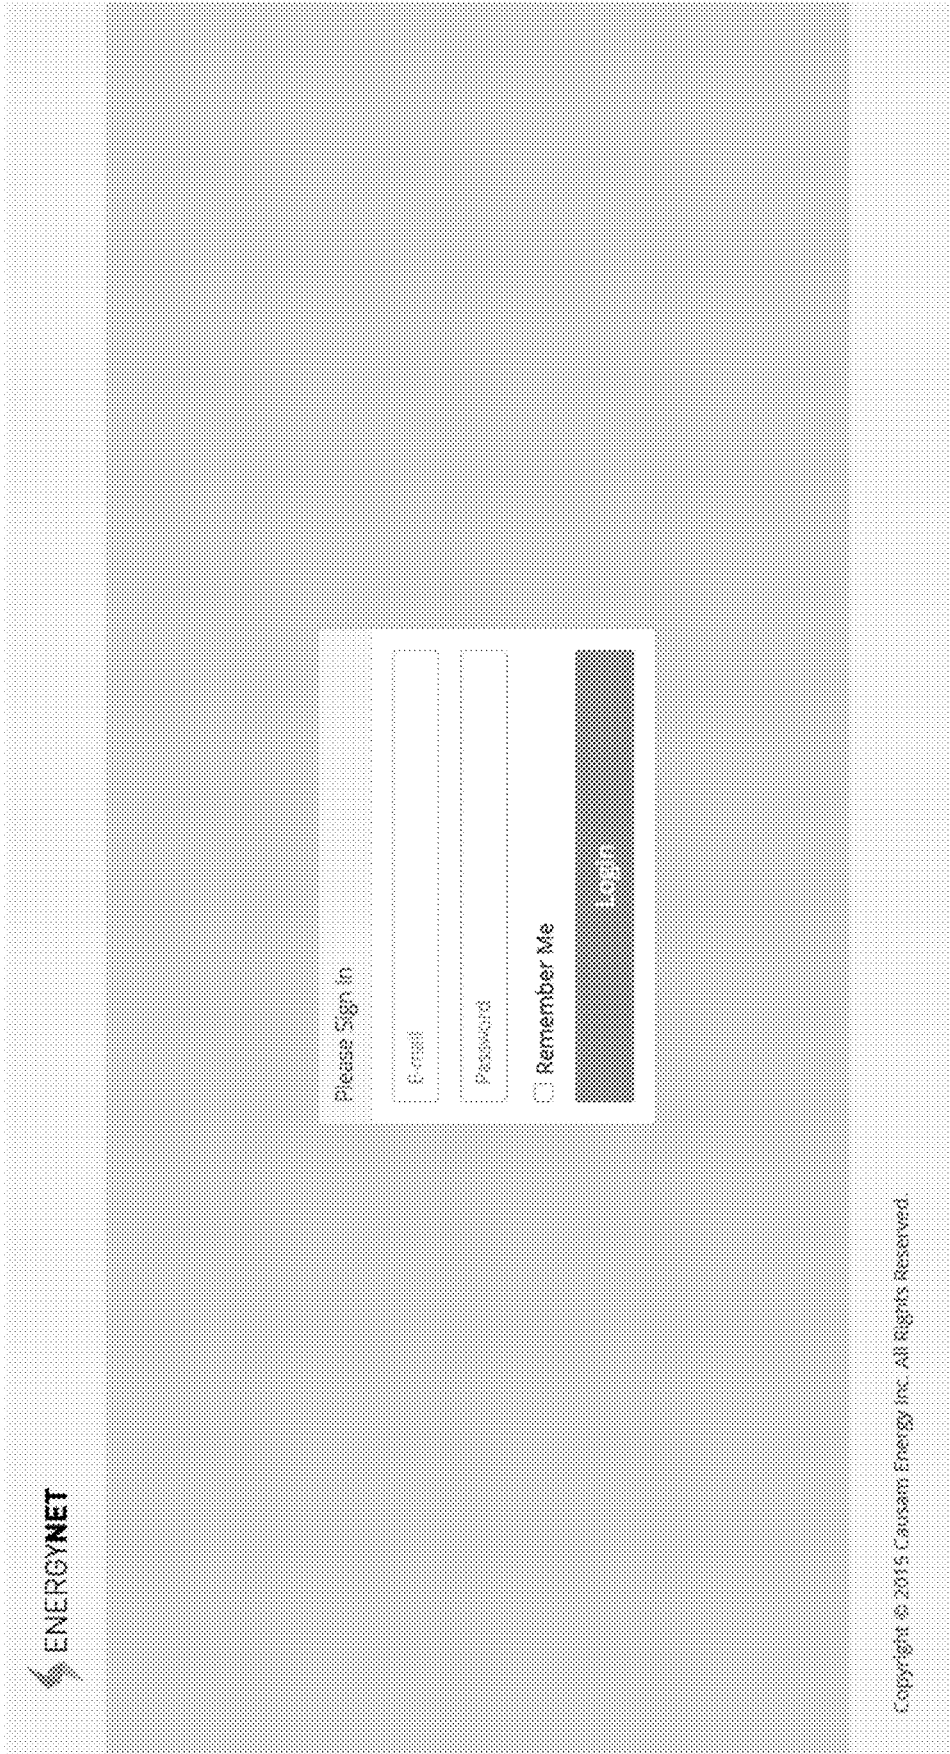 ENERGYNET
Please Sign In
E-mail
Password
Remember Me
Login
Copyright © 2015 Causam Energy Inc. All Rights Reserved